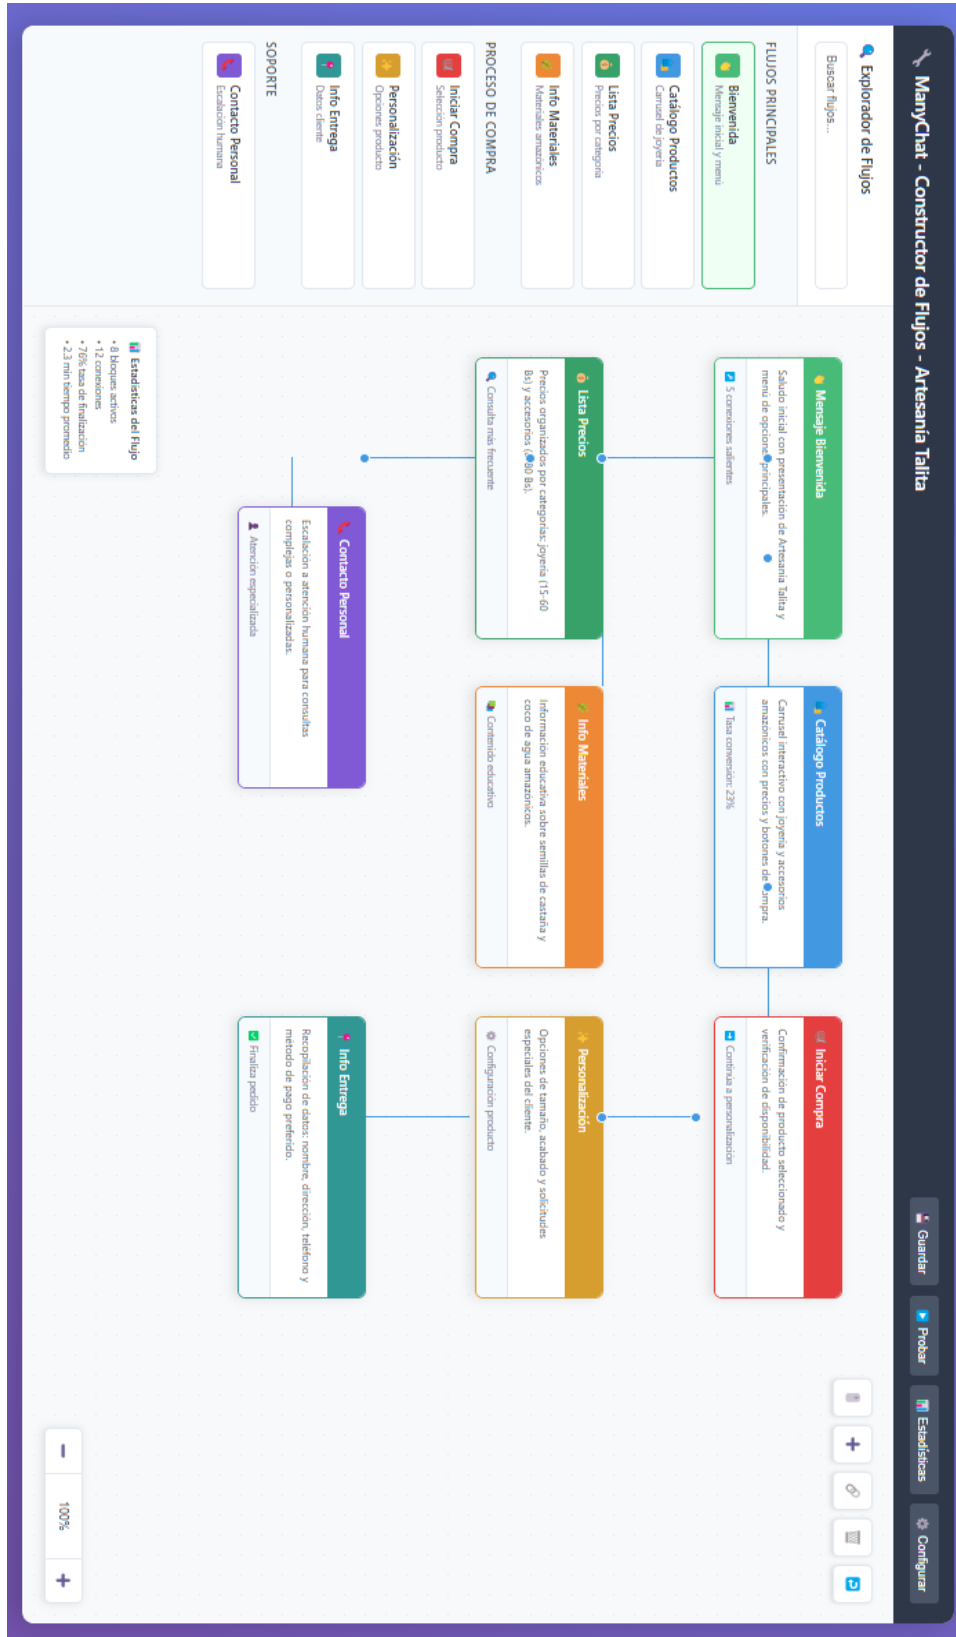 ManyChat - Constructor de Flujos - Artesanía Talita
Guardar
Probar
Estadísticas
Configurar
Explorador de Flujos
Buscar flujos...
FLUJOS PRINCIPALES
Bienvenida
Mensaje inicial y menú
Catálogo Productos
Carrusel de joyería
Lista Precios
Precios por categoría
Info Materiales
Materiales amazónicos
PROCESO DE COMPRA
Iniciar Compra
Selección producto
Personalización
Opciones producto
Info Entrega
Datos cliente
SOPORTE
Contacto Personal
Escalación humana
Mensaje Bienvenida
Saludo inicial con presentación de Artesanía Talita y
menú de opciones principales.
5 conexiones salientes
Catálogo Productos
Carrusel interactivo con joyería y accesorios
amazónicos con precios y botones de compra.
Tasa conversión: 23%
Iniciar Compra
Confirmación de producto seleccionado y
verificación de disponibilidad.
Continúa a personalización
Lista Precios
Precios organizados por categorías: joyería (15-60
Bs) y accesorios ( 80 Bs).
Consulta más frecuente
Info Materiales
Información educativa sobre semillas de castaña y
coco de agua amazónicos.
Contenido educativo
Personalización
Opciones de tamaño, acabado y solicitudes
especiales del cliente.
Configuración producto
Contacto Personal
Escalación a atención humana para consultas
complejas o personalizadas.
Atención especializada
Info Entrega
Recopilación de datos: nombre, dirección, teléfono y
método de pago preferido.
Finaliza pedido
Estadísticas del Flujo
• 8 bloques activos
• 12 conexiones
• 76% tasa de finalización
• 2.3 min tiempo promedio
− 100% +